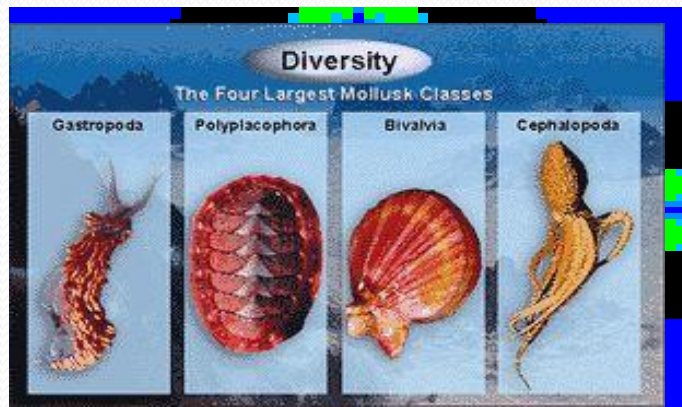 Diversity
The Four Largest Mollusk Classes
Gastropoda Polyplacophora Bivalvia Cephalopoda